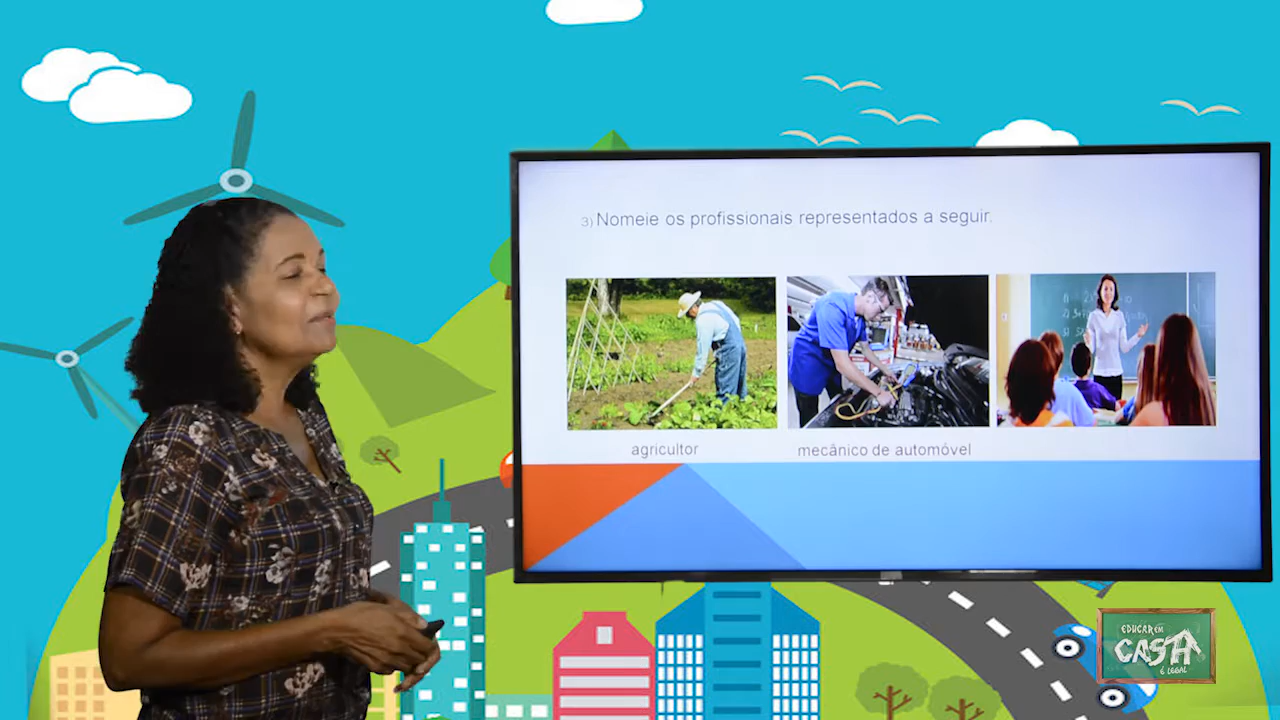 3) Nomeie os profissionais representados a seguir.
agricultor
mecânico de automóvel
EDUCAR EM
CASA
É LEGAL